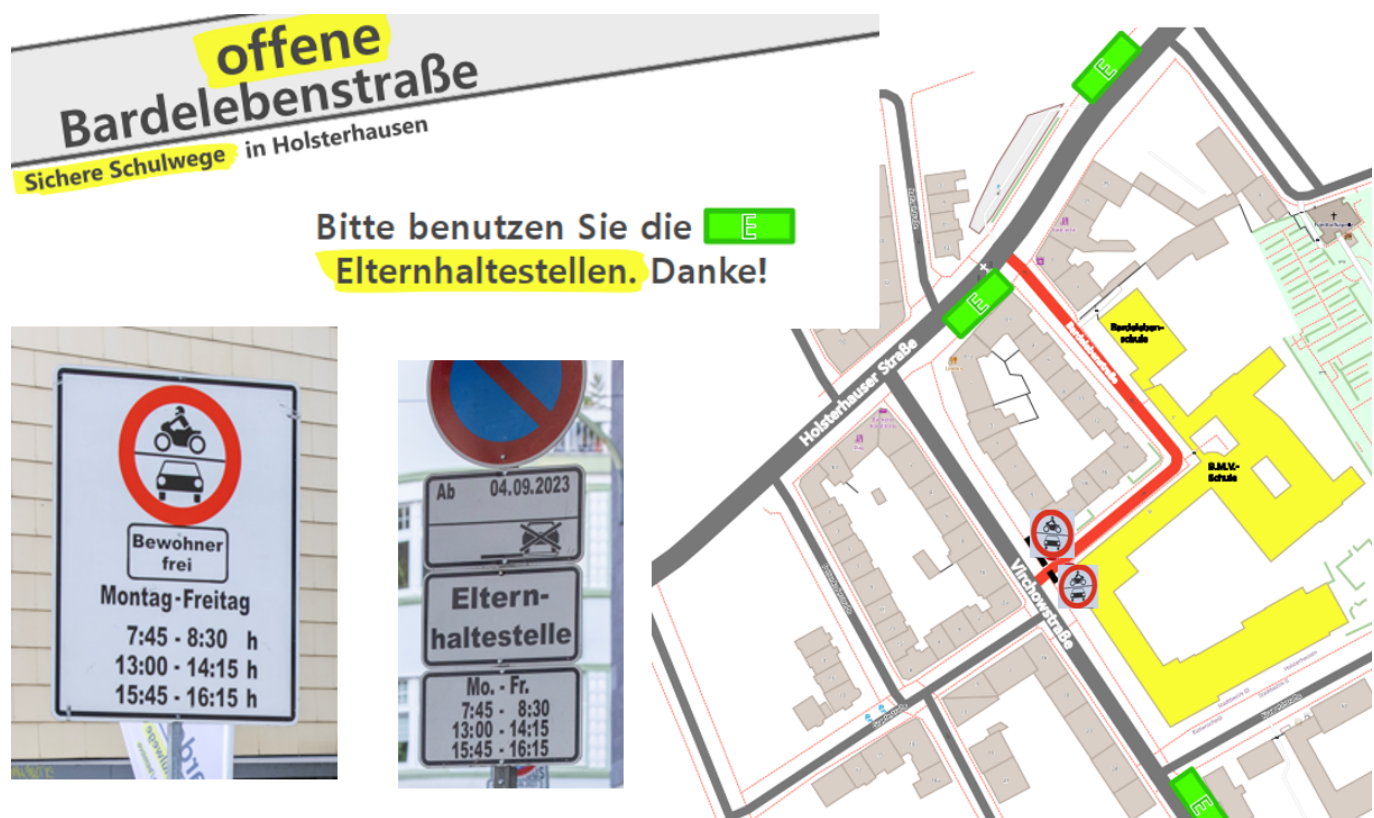 offene
Bardelebenstraße
Sichere Schulwege in Holsterhausen
Bitte benutzen Sie die E
Elternhaltestellen. Danke!
Bewohner
frei
Montag-Freitag
7:45 - 8:30 h
13:00 - 14:15 h
15:45 - 16:15 h
Ab 04.09.2023
Eltern-
haltestelle
Mo. - Fr.
7:45 - 8:30
13:00 - 14:15
15:45 - 16:15
E
E
Bardeleben-
schule
Bardelebenstraße
Holsterhauser Straße
B.M.V.-
Schule
Virchowstraße
Holsterhausen
E